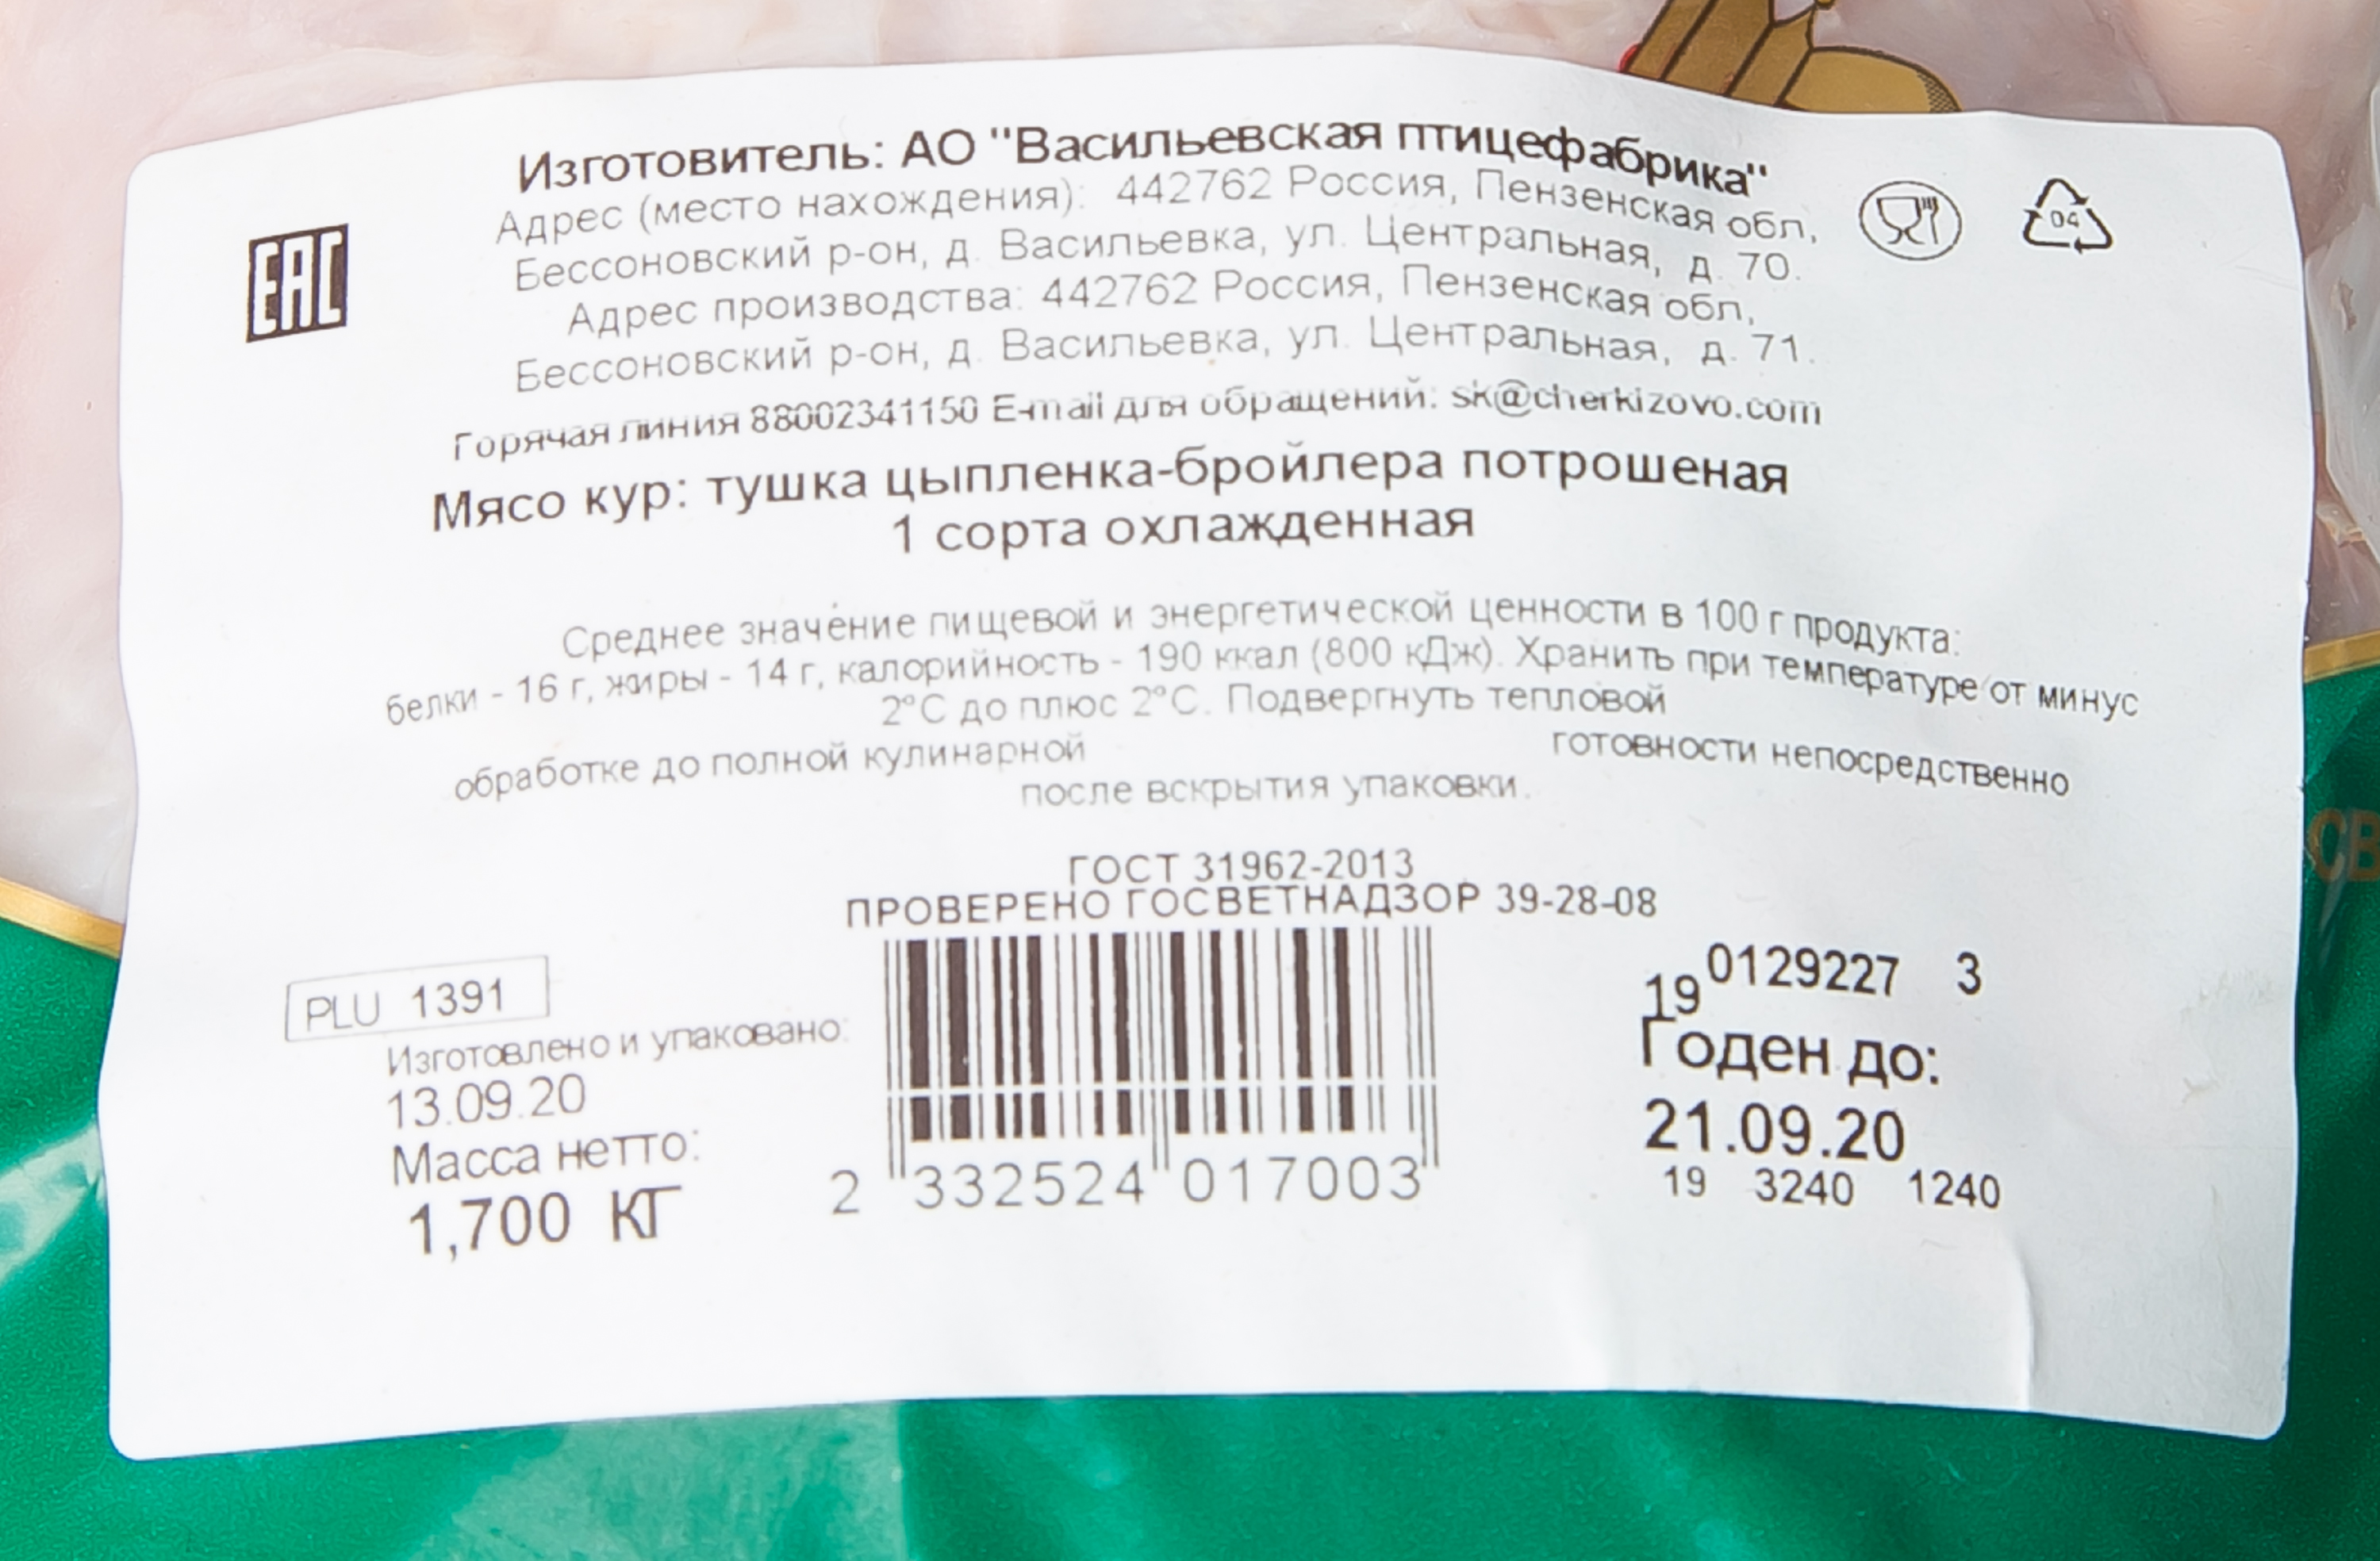 Изготовитель: АО "Васильевская птицефабрика"
Адрес (место нахождения): 442762 Россия, Пензенская обл,
Бессоновский р-он, д. Васильевка, ул. Центральная, д. 70.
Адрес производства: 442762 Россия, Пензенская обл,
Бессоновский р-он, д. Васильевка, ул. Центральная, д. 71.
Горячая линия 88002341150 E-mail для обращений: sk@cherkizovo.com
ЕАС
04
Мясо кур: тушка цыпленка-бройлера потрошеная
1 сорта охлажденная
Среднее значение пищевой и энергетической ценности в 100 г продукта:
белки - 16 г, жиры - 14 г, калорийность - 190 ккал (800 кДж). Хранить при температуре от минус
2°С до плюс 2°С. Подвергнуть тепловой
обработке до полной кулинарной готовности непосредственно
после вскрытия упаковки.
ГОСТ 31962-2013
ПРОВЕРЕНО ГОСВЕТНАДЗОР 39-28-08
PLU 1391
Изготовлено и упаковано:
13.09.20
Масса нетто:
1,700 КГ
2 332524 017003
19 0129227 3
Годен до:
21.09.20
19 3240 1240
СВ